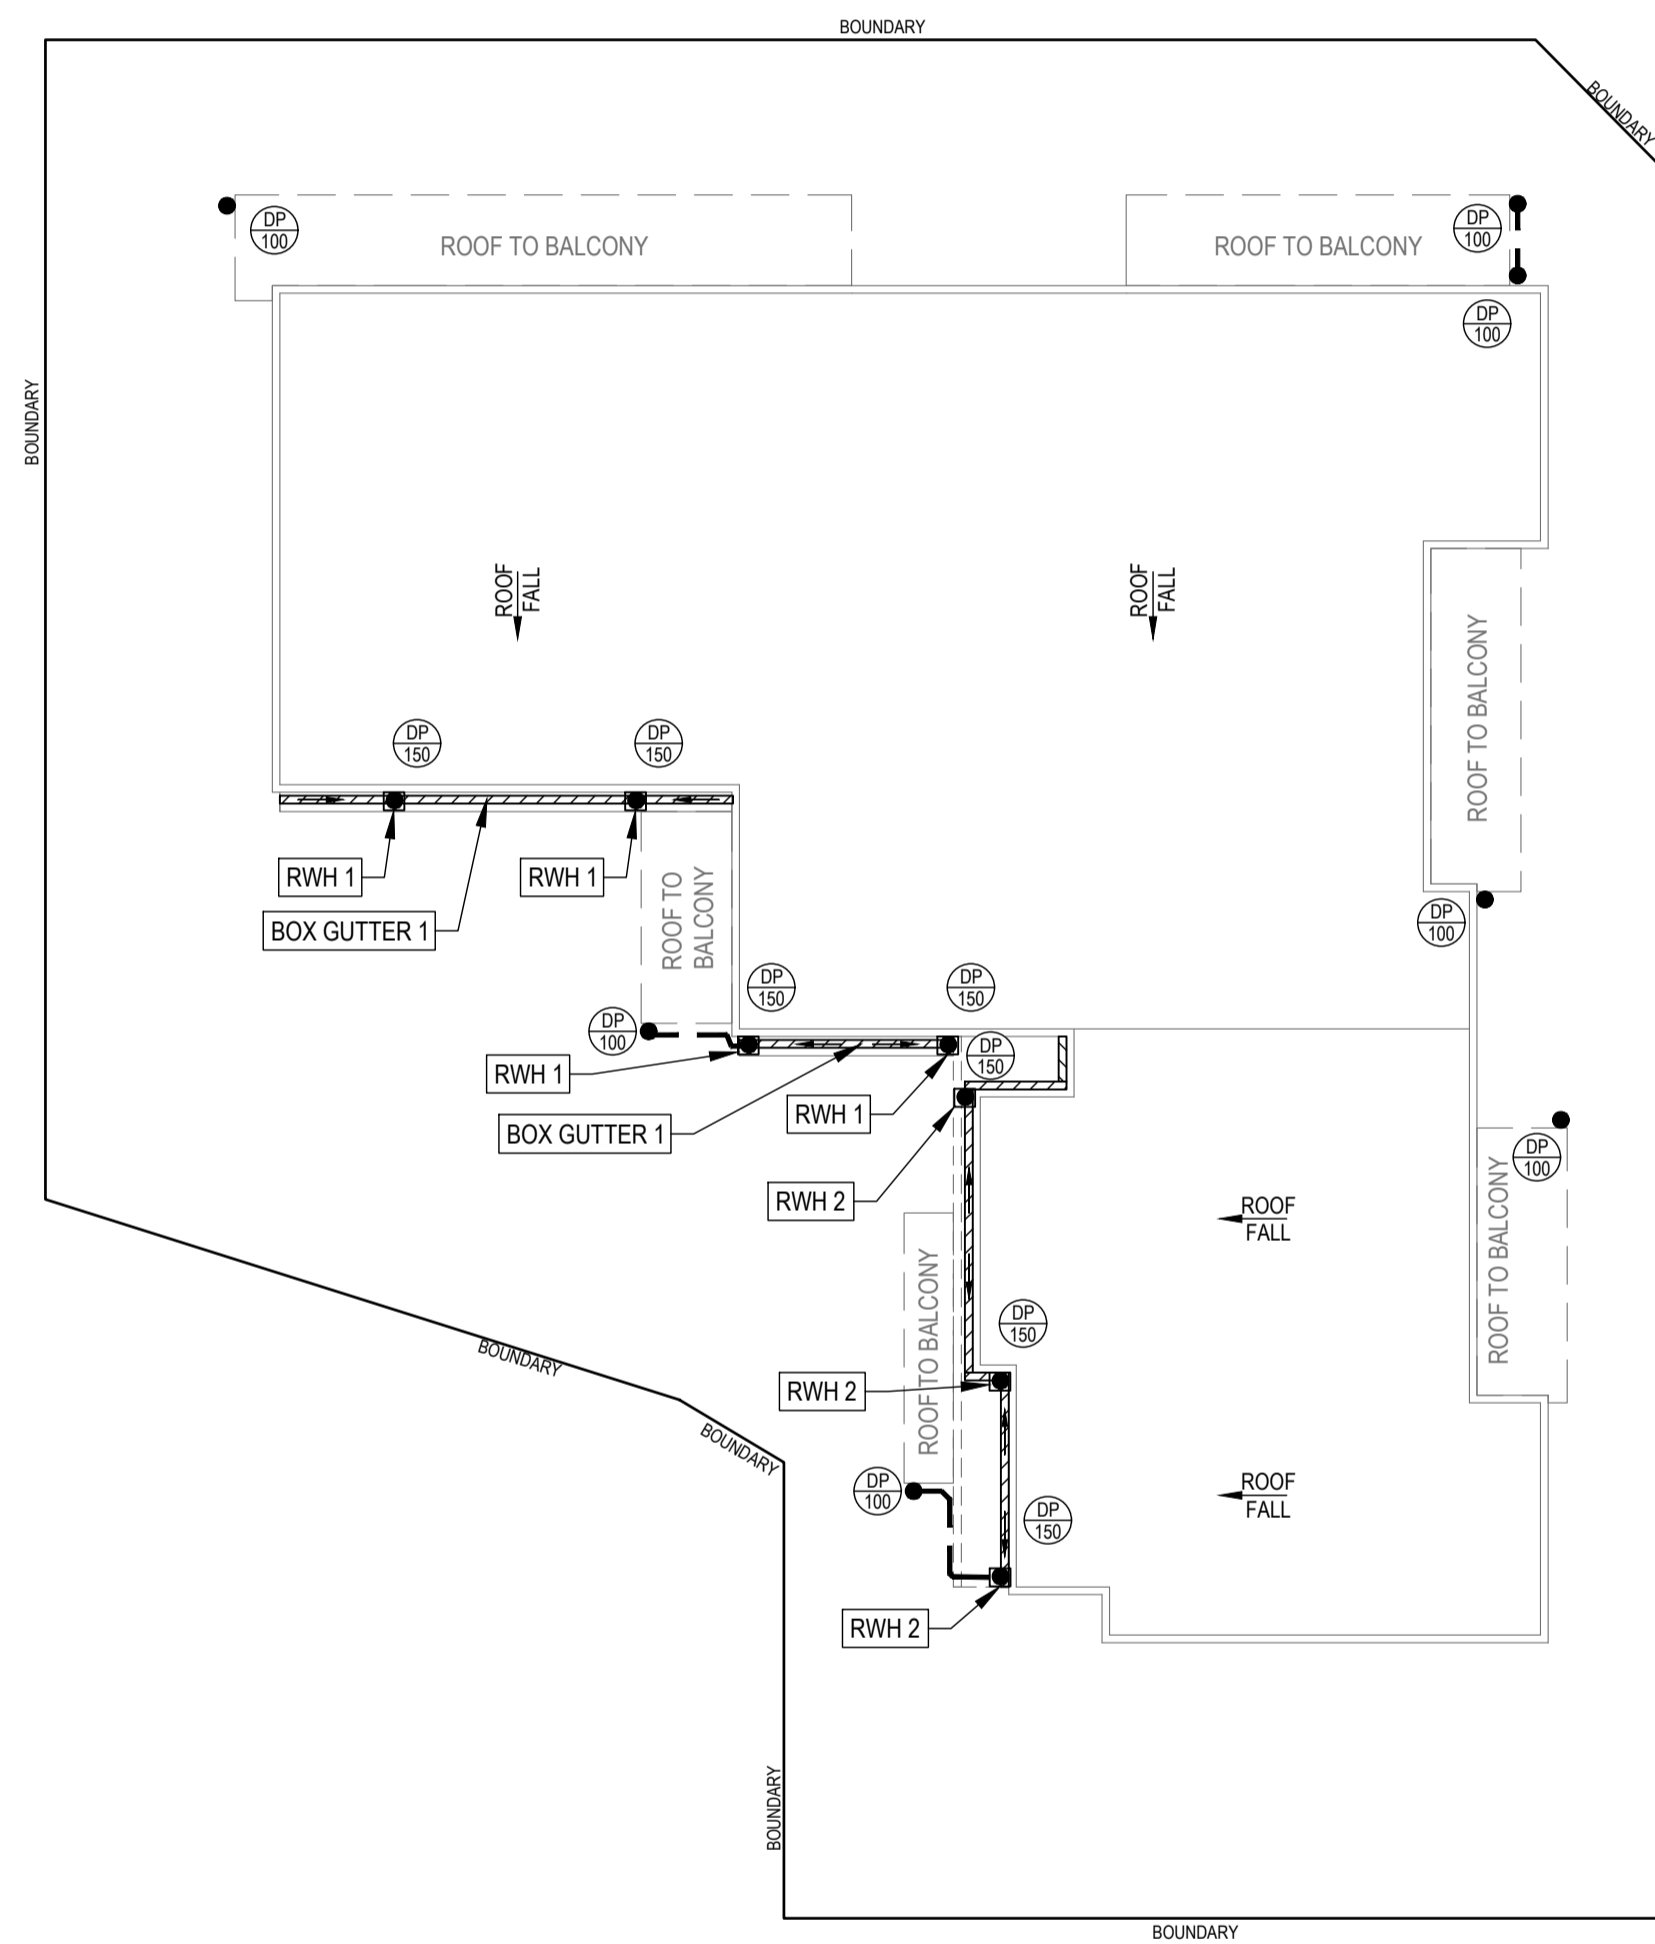 BOUNDARY
BOUNDARY
DP
100
ROOF TO BALCONY
ROOF TO BALCONY
DP
100
DP
100
BOUNDARY
ROOF
FALL
ROOF
FALL
ROOF TO BALCONY
DP
150
DP
150
RWH 1
RWH 1
BOX GUTTER 1
ROOF TO
BALCONY
DP
100
DP
150
DP
150
DP
100
DP
150
RWH 1
RWH 1
BOX GUTTER 1
DP
100
RWH 2
ROOF
FALL
ROOF TO BALCONY
ROOF TO BALCONY
DP
150
BOUNDARY
RWH 2
BOUNDARY
DP
100
ROOF
FALL
DP
150
RWH 2
BOUNDARY
BOUNDARY